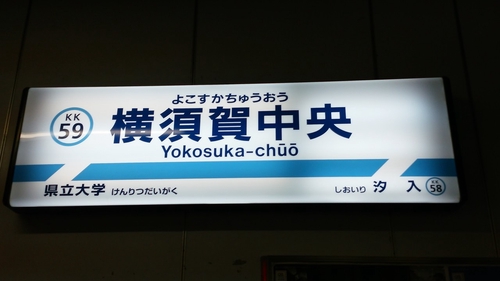 よこすかちゅうおう
KK
59
横須賀中央
Yokosuka-chūō
県立大学 けんりつだいがく
しおいり 汐入
KK
58